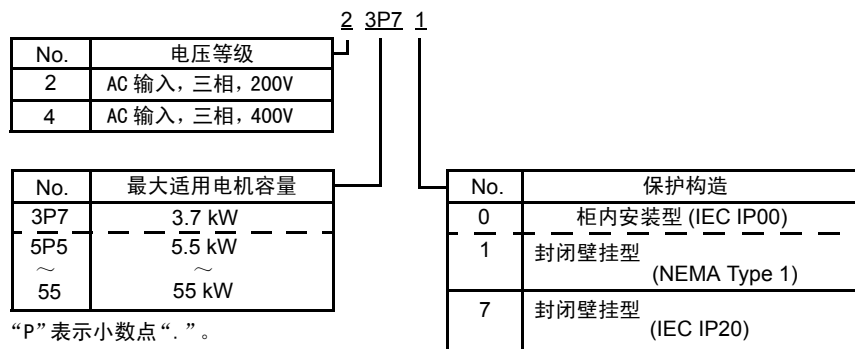 2 3P7 1
No. 电压等级
2 AC 输入，三相，200V
4 AC 输入，三相，400V
No. 最大适用电机容量
3P7 3.7 kW
5P5 5.5 kW
～ ～
55 55 kW
“P”表示小数点“. ”。
No. 保护构造
0 柜内安装型 (IEC IP00)
1 封闭壁挂型
(NEMA Type 1)
7 封闭壁挂型
(IEC IP20)